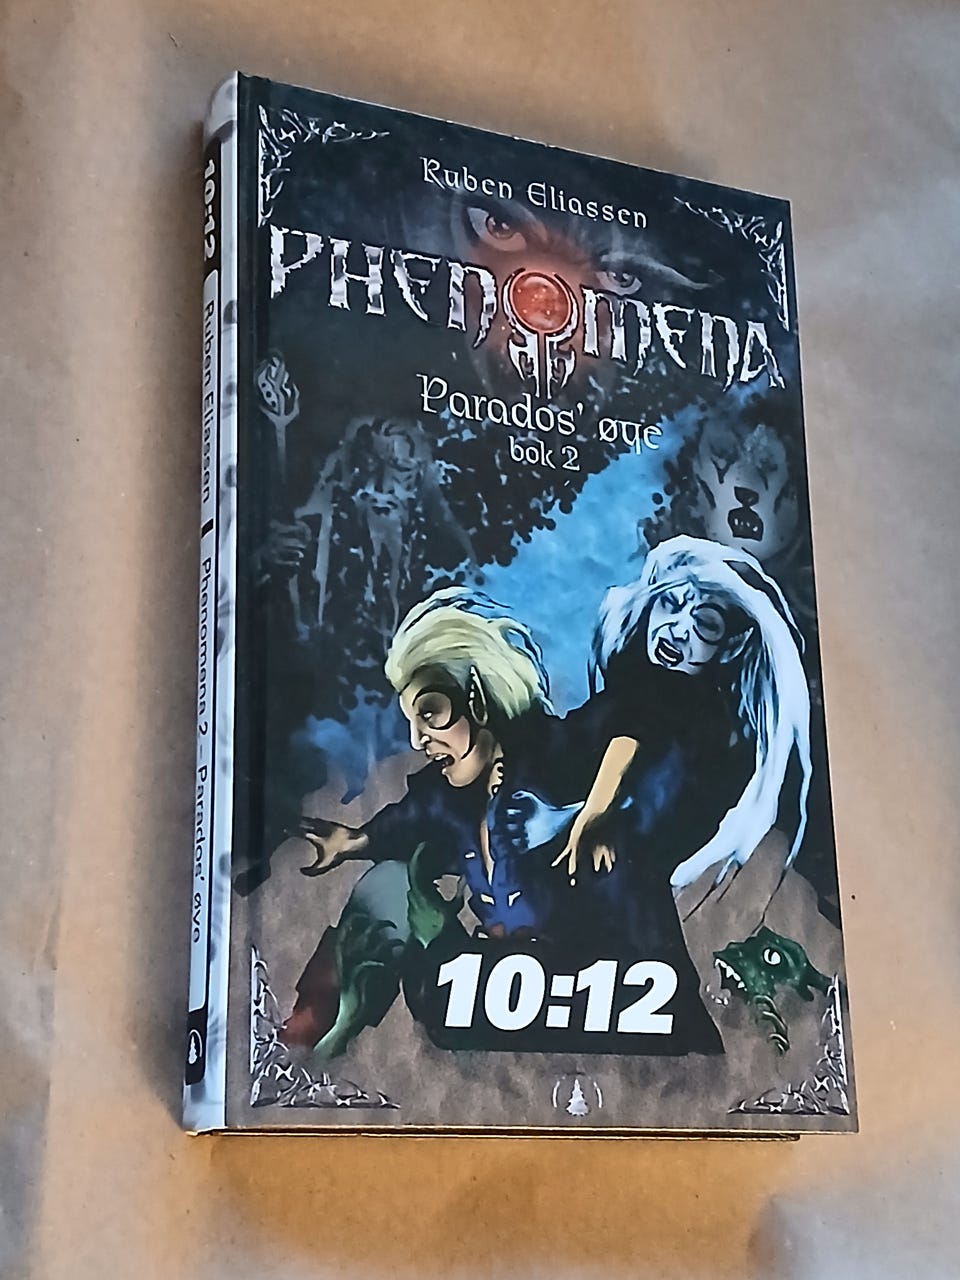 Ruben Eliassen
PHENOMENA
Parados' øye
bok 2
10:12
10:12 Ruben Eliassen Phenomena 2 - Parados' øye